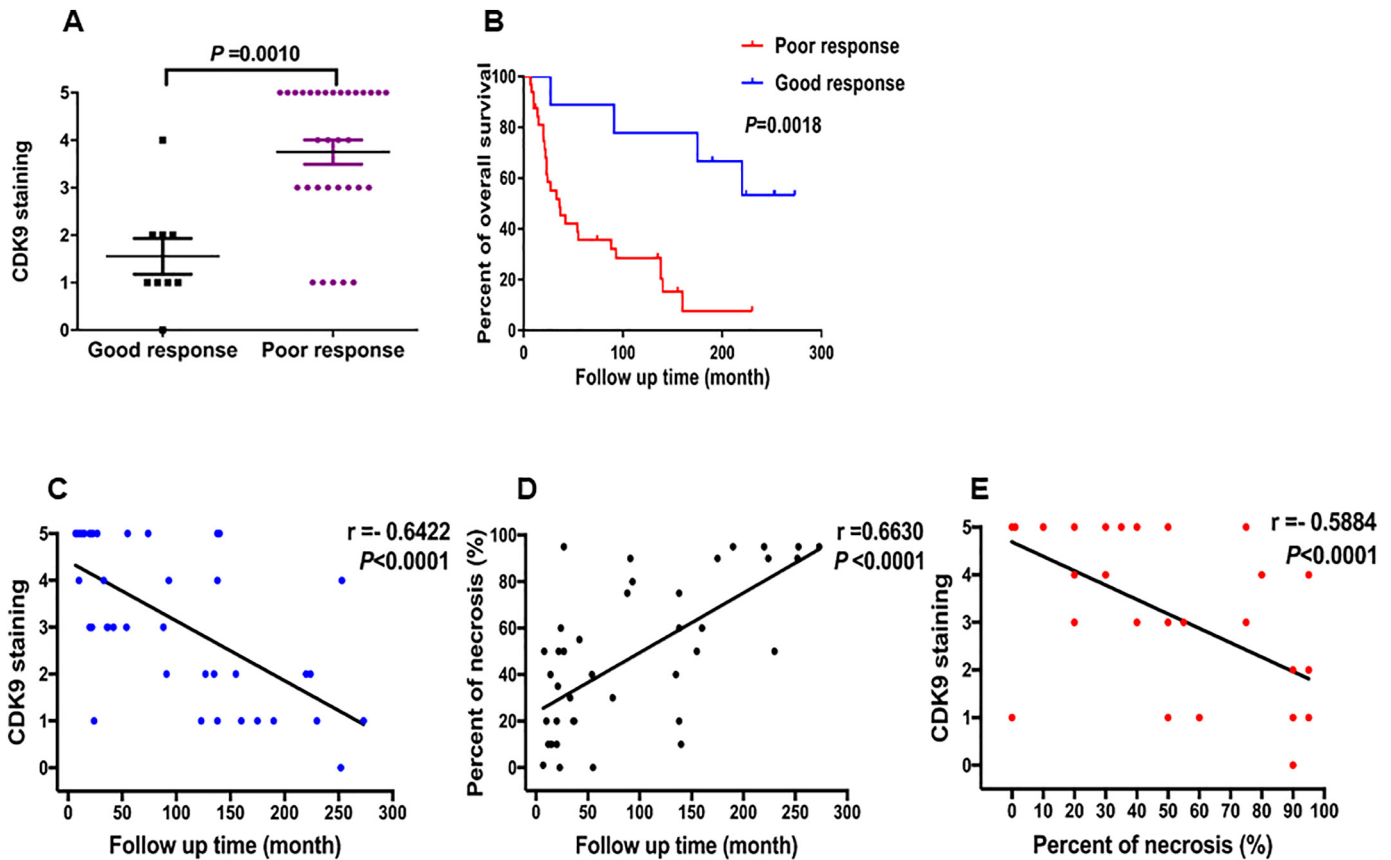 A
P =0.0010
CDK9 staining
5
4
3
2
1
0
Good response
Poor response
B
Poor response
Good response
P=0.0018
Percent of overall survival
100
80
60
40
20
0
0
100
200
300
Follow up time (month)
C
r =- 0.6422
P<0.0001
CDK9 staining
5
4
3
2
1
0
0
50
100
150
200
250
300
Follow up time (month)
D
r =0.6630
P <0.0001
Percent of necrosis (%)
100
80
60
40
20
0
0
50
100
150
200
250
300
Follow up time (month)
E
r =- 0.5884
P<0.0001
CDK9 staining
5
4
3
2
1
0
0
10
20
30
40
50
60
70
80
90
100
Percent of necrosis (%)